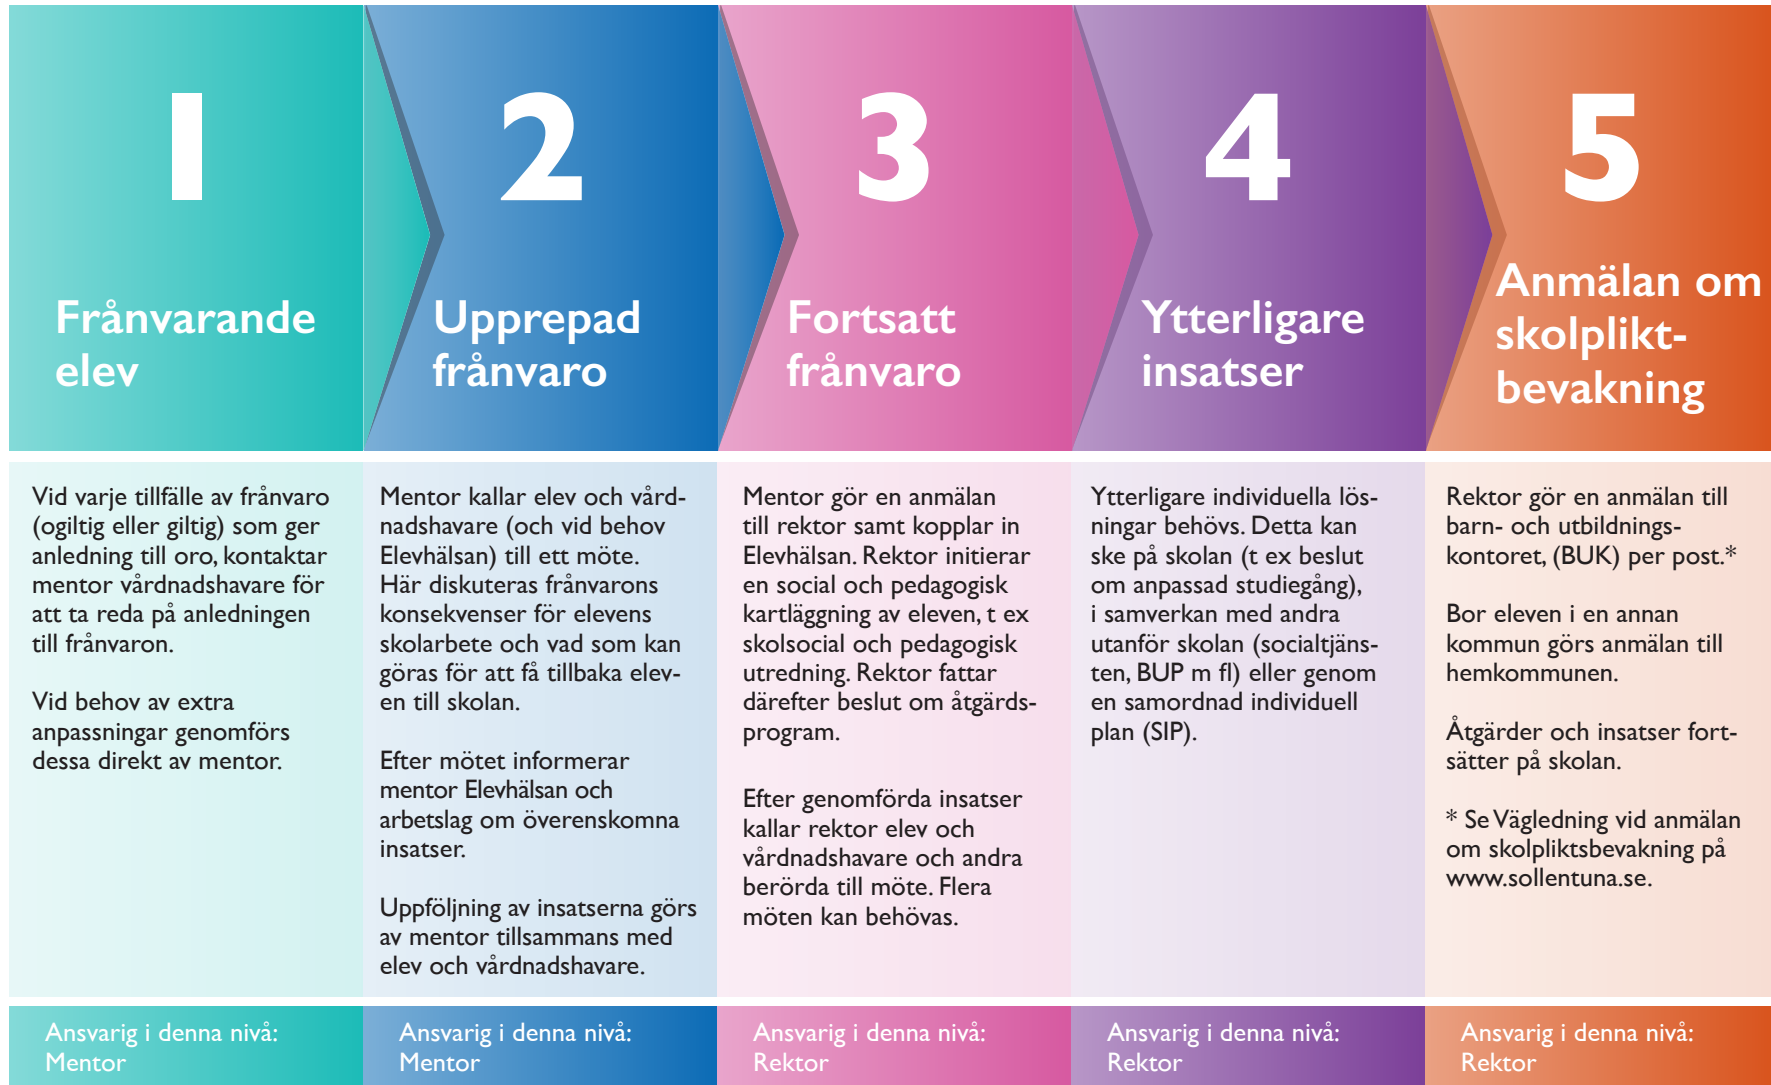 1
Frånvarande
elev
Vid varje tillfälle av frånvaro
(ogiltig eller giltig) som ger
anledning till oro, kontaktar
mentor vårdnadshavare för
att ta reda på anledningen
till frånvaron.
Vid behov av extra
anpassningar genomförs
dessa direkt av mentor.
Ansvarig i denna nivå:
Mentor
2
Upprepad
frånvaro
Mentor kallar elev och vård-
nadshavare (och vid behov
Elevhälsan) till ett möte.
Här diskuteras frånvarons
konsekvenser för elevens
skolarbete och vad som kan
göras för att få tillbaka elev-
en till skolan.
Efter mötet informerar
mentor Elevhälsan och
arbetslag om överenskomna
insatser.
Uppföljning av insatserna görs
av mentor tillsammans med
elev och vårdnadshavare.
Ansvarig i denna nivå:
Mentor
3
Fortsatt
frånvaro
Mentor gör en anmälan
till rektor samt kopplar in
Elevhälsan. Rektor initierar
en social och pedagogisk
kartläggning av eleven, t ex
skolsocial och pedagogisk
utredning. Rektor fattar
därefter beslut om åtgärds-
program.
Efter genomförda insatser
kallar rektor elev och
vårdnadshavare och andra
berörda till möte. Flera
möten kan behövas.
Ansvarig i denna nivå:
Rektor
4
Ytterligare
insatser
Ytterligare individuella lös-
ningar behövs. Detta kan
ske på skolan (t ex beslut
om anpassad studiegång),
i samverkan med andra
utanför skolan (socialtjäns-
ten, BUP m fl) eller genom
en samordnad individuell
plan (SIP).
Ansvarig i denna nivå:
Rektor
5
Anmälan om
skolplikt-
bevakning
Rektor gör en anmälan till
barn- och utbildnings-
kontoret, (BUK) per post.*
Bor eleven i en annan
kommun görs anmälan till
hemkommunen.
Åtgärder och insatser fort-
sätter på skolan.
* Se Vägledning vid anmälan
om skolpliktsbevakning på
www.sollentuna.se.
Ansvarig i denna nivå:
Rektor